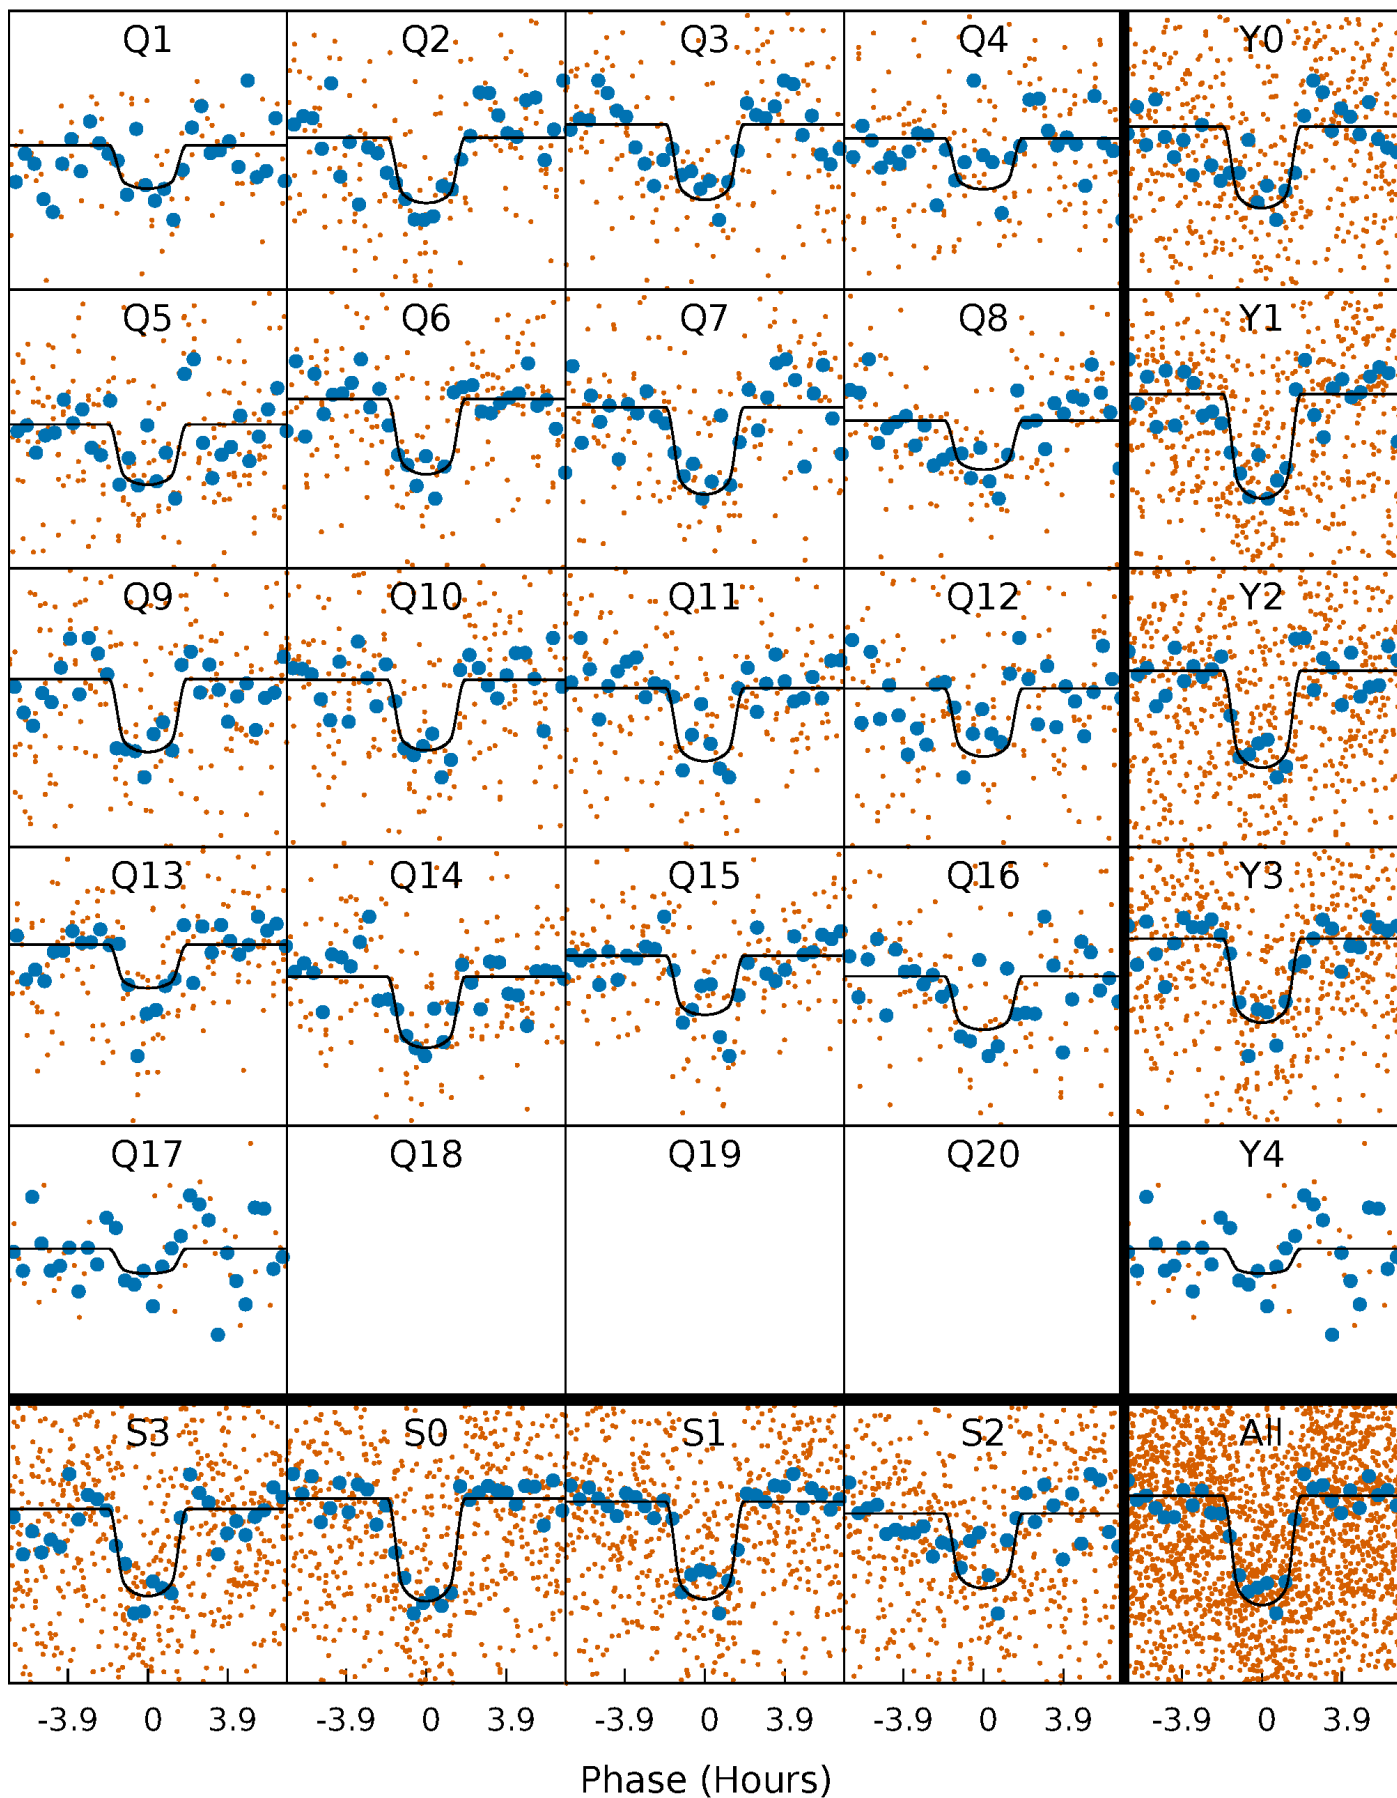 Q1 Q2 Q3 Q4 Y0
Q5 Q6 Q7 Q8 Y1
Q9 Q10 Q11 Q12 Y2
Q13 Q14 Q15 Q16 Y3
Q17 Q18 Q19 Q20 Y4
S3 S0 S1 S2 All
-3.9 0 3.9 -3.9 0 3.9 -3.9 0 3.9 -3.9 0 3.9 -3.9 0 3.9
Phase (Hours)